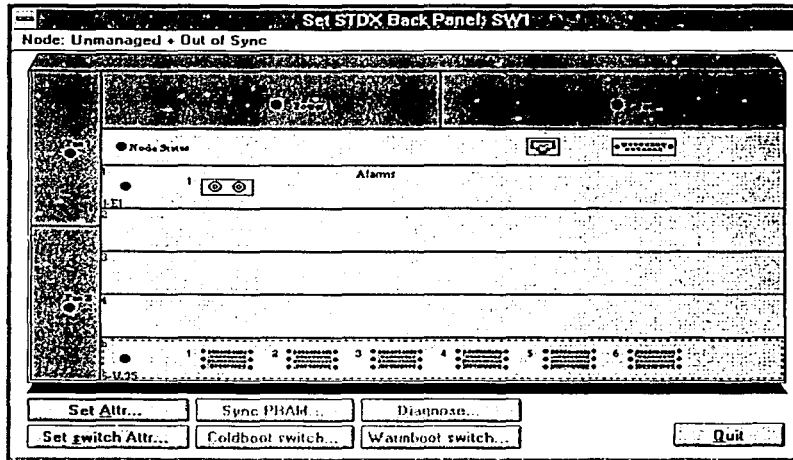 Set STDX Back Panel: SW1
Node: Unmanaged + Out of Sync
Node Status
1
1 Alarms
1-E1
2
3
4
1 2 3 4 5 6
6-V.35
Set Attr... Sync PRAM... Diagnose...
Set switch Attr... Coldboot switch... Warmboot switch... Quit